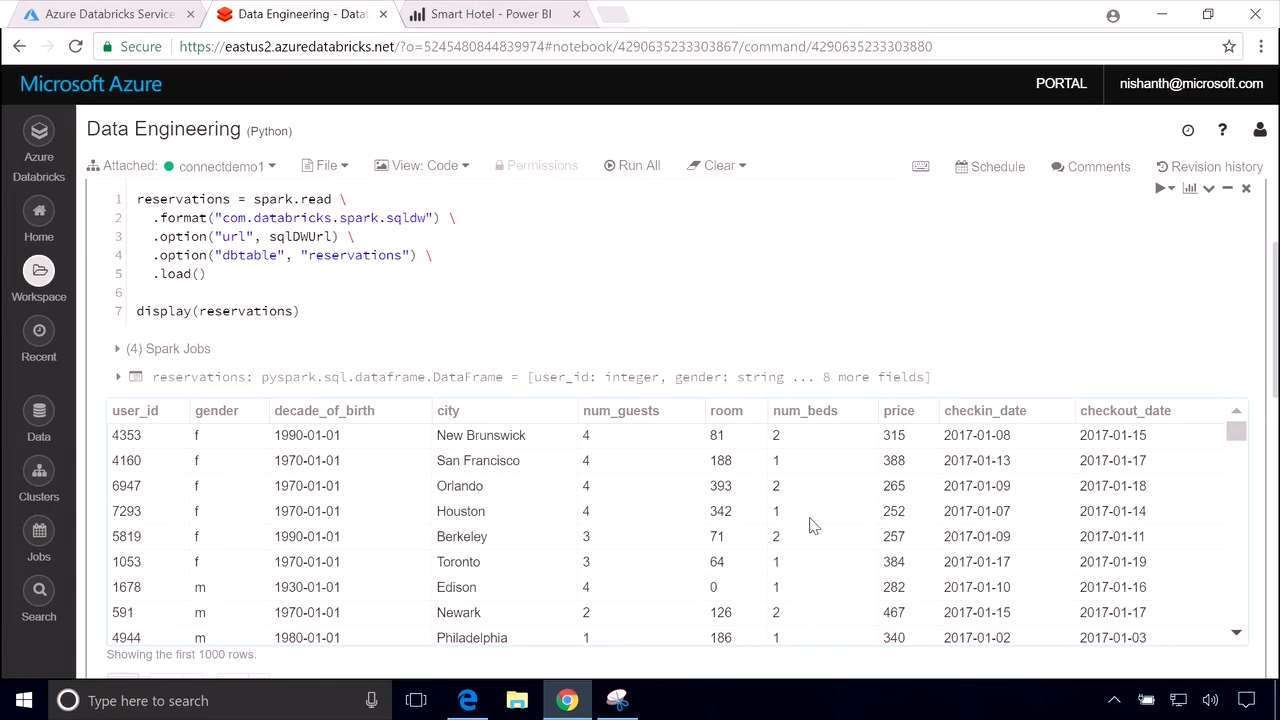 Azure Databricks Service
Data Engineering - Data
Smart Hotel - Power BI
Secure https://eastus2.azuredatabricks.net/?o=5245480844839974#notebook/4290635233303867/command/4290635233303880
Microsoft Azure PORTAL nishanth@microsoft.com
Azure Databricks
Home
Workspace
Recent
Data
Clusters
Jobs
Search
Data Engineering (Python) ?
Attached: connectdemo1 File View: Code Permissions Run All Clear Schedule Comments Revision history
1 reservations = spark.read \
2 .format("com.databricks.spark.sqldw") \
3 .option("url", sqlDWUrl) \
4 .option("dbtable", "reservations") \
5 .load()
6
7 display(reservations)
(4) Spark Jobs
reservations: pyspark.sql.dataframe.DataFrame = [user_id: integer, gender: string ... 8 more fields]
user_id gender decade_of_birth city num_guests room num_beds price checkin_date checkout_date
4353 f 1990-01-01 New Brunswick 4 81 2 315 2017-01-08 2017-01-15
4160 f 1970-01-01 San Francisco 4 188 1 388 2017-01-13 2017-01-17
6947 f 1970-01-01 Orlando 4 393 2 265 2017-01-09 2017-01-18
7293 f 1970-01-01 Houston 4 342 1 252 2017-01-07 2017-01-14
5819 f 1990-01-01 Berkeley 3 71 2 257 2017-01-09 2017-01-11
1053 f 1970-01-01 Toronto 3 64 1 384 2017-01-17 2017-01-19
1678 m 1930-01-01 Edison 4 0 1 282 2017-01-10 2017-01-16
591 m 1970-01-01 Newark 2 126 2 467 2017-01-15 2017-01-17
4944 m 1980-01-01 Philadelphia 1 186 1 340 2017-01-02 2017-01-03
Showing the first 1000 rows.
Type here to search